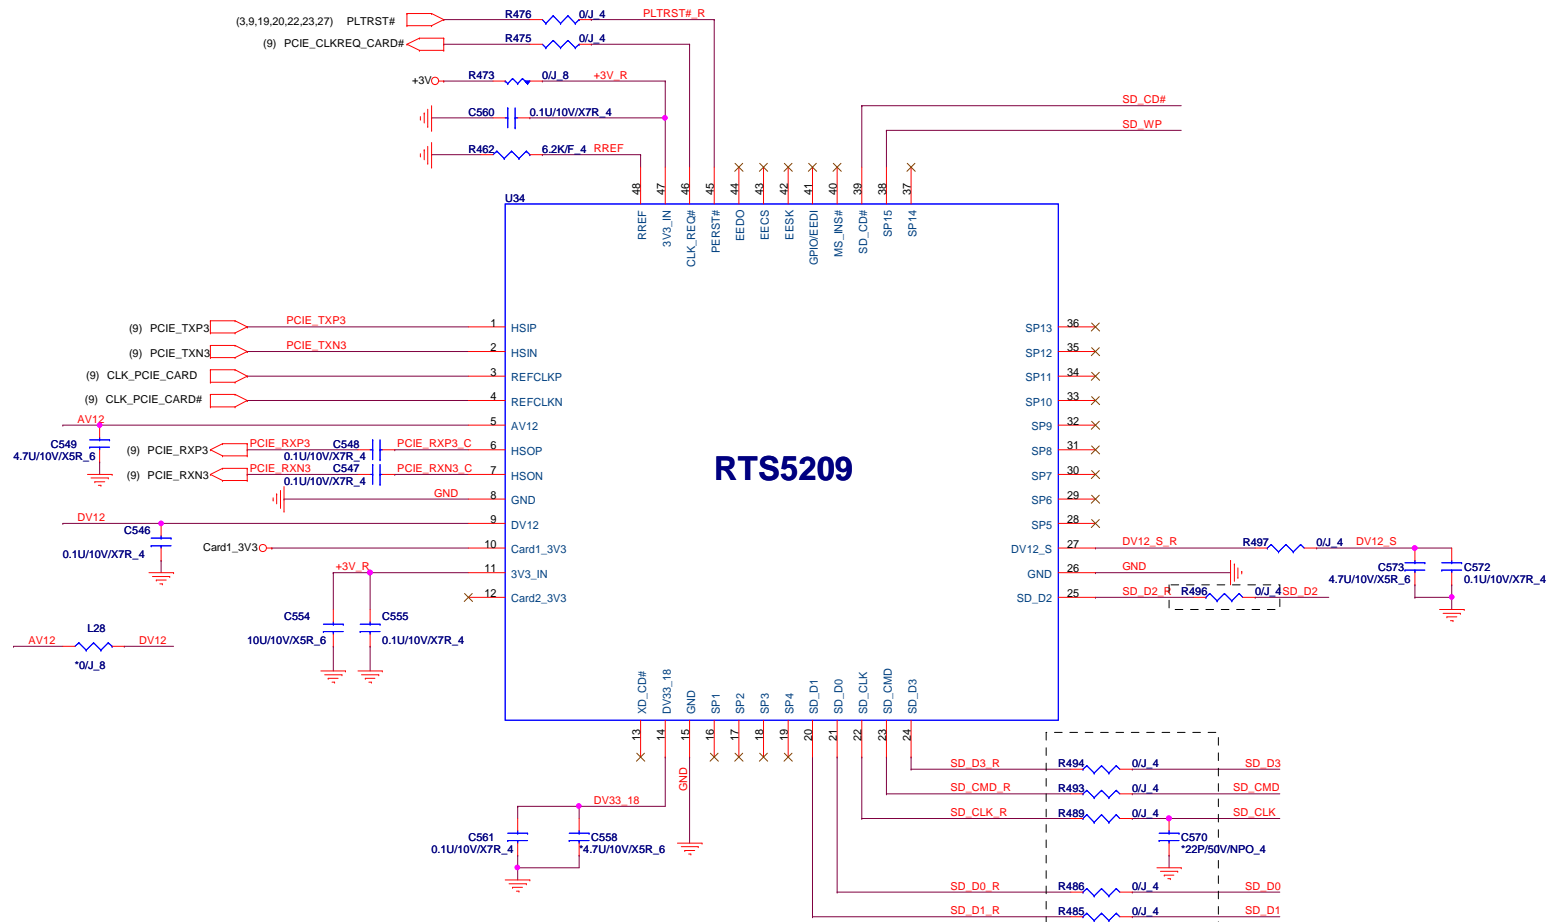 (3,9,19,20,22,23,27) PLTRST# R476 0/J_4 PLTRST#_R
(9) PCIE_CLKREQ_CARD# R475 0/J_4
+3V R473 0/J_8 +3V_R
C560 0.1U/10V/X7R_4
R462 6.2K/F_4 RREF
SD_CD#
SD_WP
48 47 46 45 44 43 42 41 40 39 38 37
U34
RREF 3V3_IN CLK_REQ# PERST# EEDO EECS EESK GPIO/EEDI MS_INS# SD_CD# SP15 SP14
(9) PCIE_TXP3 PCIE_TXP3 1 HSIP
(9) PCIE_TXN3 PCIE_TXN3 2 HSIN
(9) CLK_PCIE_CARD 3 REFCLKP
(9) CLK_PCIE_CARD# 4 REFCLKN
AV12 5 AV12
C549
4.7U/10V/X5R_6
(9) PCIE_RXP3 PCIE_RXP3 C548 PCIE_RXP3_C 6 HSOP
0.1U/10V/X7R_4
(9) PCIE_RXN3 PCIE_RXN3 C547 PCIE_RXN3_C 7 HSON
0.1U/10V/X7R_4
GND 8 GND
DV12 9 DV12
C546
0.1U/10V/X7R_4
Card1_3V3 10 Card1_3V3
+3V_R 11 3V3_IN
12 Card2_3V3
C554
10U/10V/X5R_6
C555
0.1U/10V/X7R_4
L28
AV12 DV12
*0/J_8
RTS5209
SP13 36
SP12 35
SP11 34
SP10 33
SP9 32
SP8 31
SP7 30
SP6 29
SP5 28
DV12_S 27 DV12_S_R R497 0/J_4 DV12_S
GND 26 GND
SD_D2 25 SD_D2_R R496 0/J_4 SD_D2
C573
4.7U/10V/X5R_6
C572
0.1U/10V/X7R_4
XD_CD# DV33_18 GND SP1 SP2 SP3 SP4 SD_D1 SD_D0 SD_CLK SD_CMD SD_D3
13 14 15 16 17 18 19 20 21 22 23 24
GND
DV33_18
C561
0.1U/10V/X7R_4
C558
*4.7U/10V/X5R_6
SD_D3_R R494 0/J_4 SD_D3
SD_CMD_R R493 0/J_4 SD_CMD
SD_CLK_R R489 0/J_4 SD_CLK
C570
*22P/50V/NPO_4
SD_D0_R R486 0/J_4 SD_D0
SD_D1_R R485 0/J_4 SD_D1